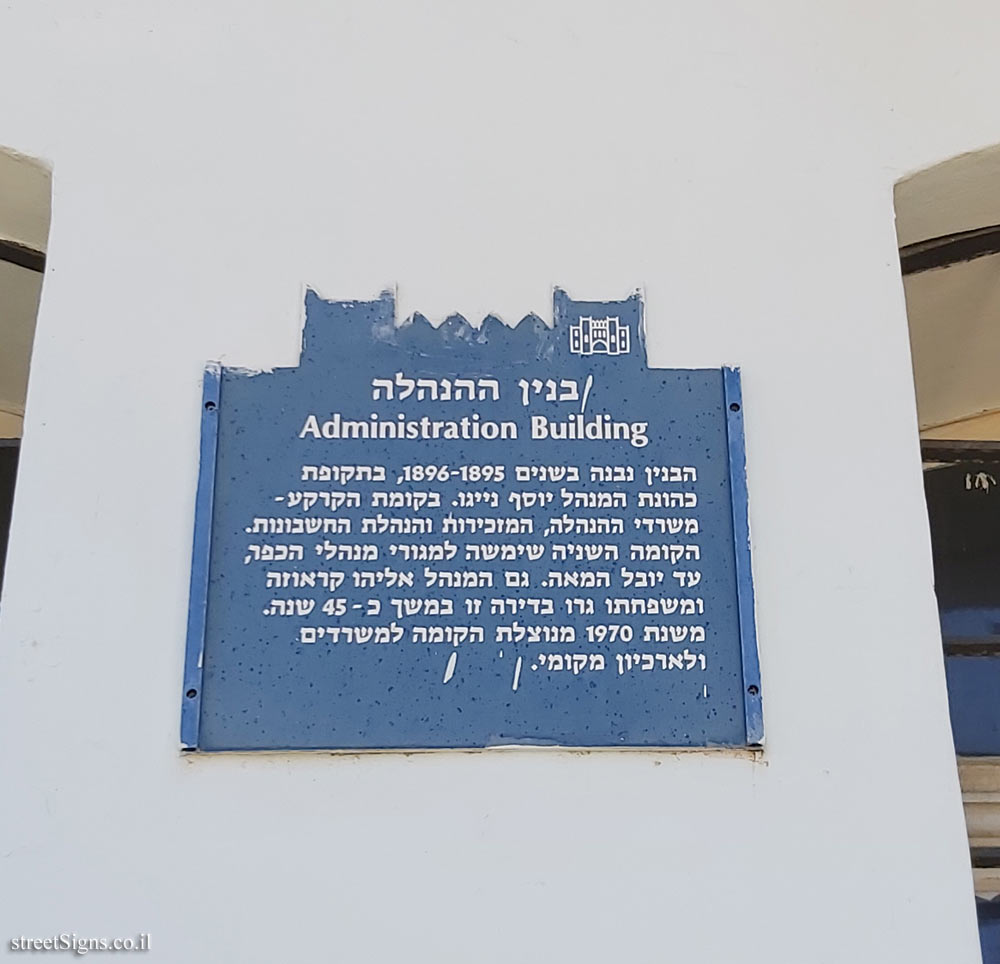 בנין ההנהלה
Administration Building
הבנין נבנה בשנים 1896-1895, בתקופת
כהונת המנהל יוסף נייגו. בקומת הקרקע-
משרדי ההנהלה, המזכירות והנהלת החשבונות.
הקומה השניה שימשה למגורי מנהלי הכפר,
עד יובל המאה. גם המנהל אליהו קראוזה
ומשפחתו גרו בדירה זו במשך כ-45 שנה.
משנת 1970 מנוצלת הקומה למשרדים
ולארכיון מקומי.
streetSigns.co.il